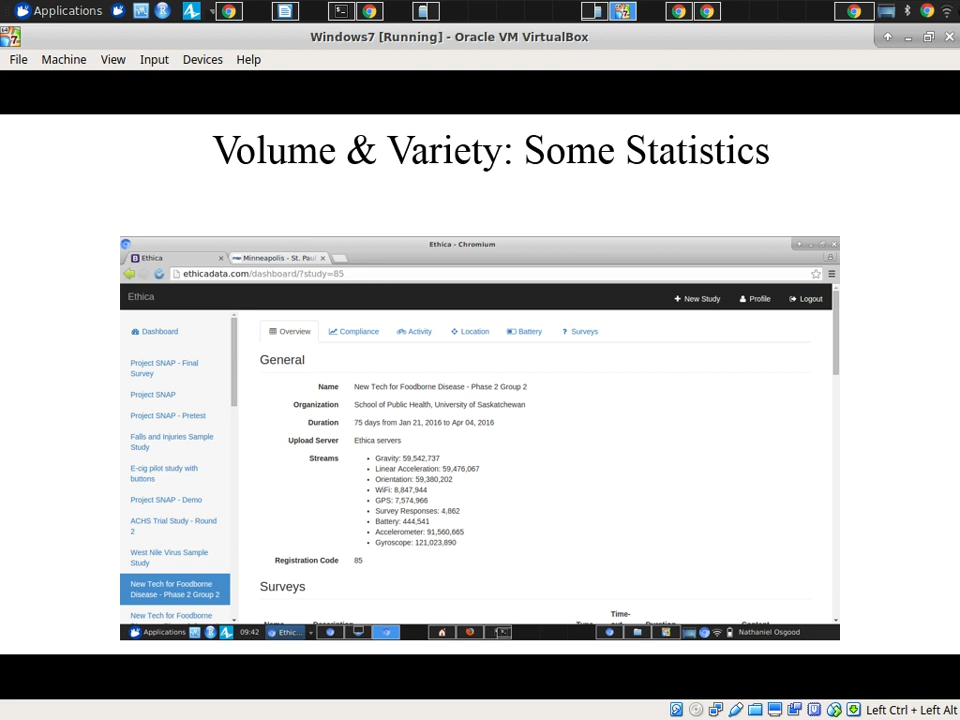 Applications
Windows7 [Running] - Oracle VM VirtualBox
File Machine View Input Devices Help
Volume & Variety: Some Statistics
Ethica - Chromium
Ethica
Minneapolis - St. Paul
ethicadata.com/dashboard/?study=85
Ethica
New Study Profile Logout
Dashboard
Project SNAP - Final
Survey
Project SNAP
Project SNAP - Pretest
Falls and Injuries Sample
Study
E-cig pilot study with
buttons
Project SNAP - Demo
ACHS Trial Study - Round
2
West Nile Virus Sample
Study
New Tech for Foodborne
Disease - Phase 2 Group 2
New Tech for Foodborne
Overview Compliance Activity Location Battery ? Surveys
General
Name New Tech for Foodborne Disease - Phase 2 Group 2
Organization School of Public Health, University of Saskatchewan
Duration 75 days from Jan 21, 2016 to Apr 04, 2016
Upload Server Ethica servers
Streams
• Gravity: 59,542,737
• Linear Acceleration: 59,476,067
• Orientation: 59,380,202
• WiFi: 8,847,944
• GPS: 7,574,966
• Survey Responses: 4,862
• Battery: 444,541
• Accelerometer: 91,560,665
• Gyroscope: 121,023,890
Registration Code 85
Surveys
Time-
Applications 09:42 Ethic... Nathaniel Osgood
Left Ctrl + Left Alt